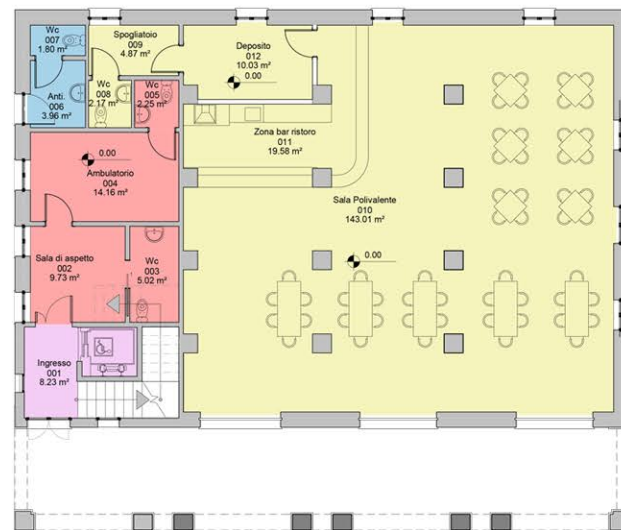 Wc
007
1.80 m²
Spogliatoio
009
4.87 m²
Deposito
012
10.03 m²
0.00
Anti.
006
3.96 m²
Wc
008
2.17 m²
Wc
005
2.25 m²
Zona bar ristoro
011
19.58 m²
0.00
Ambulatorio
004
14.16 m²
Sala Polivalente
010
143.01 m²
Sala di aspetto
002
9.73 m²
Wc
003
5.02 m²
0.00
Ingresso
001
8.23 m²